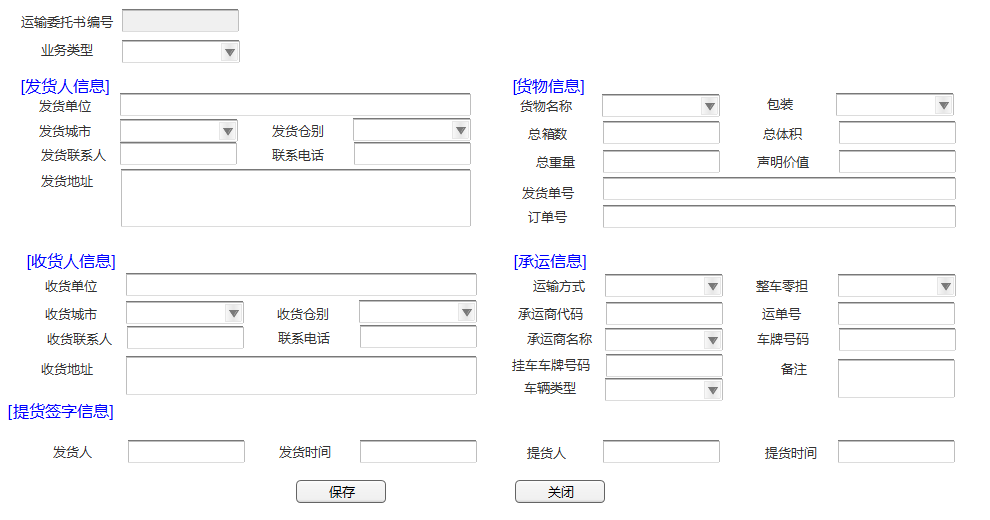 运输委托书编号
业务类型
[发货人信息]
发货单位
发货城市 发货仓别
发货联系人 联系电话
发货地址
[货物信息]
货物名称 包装
总箱数 总体积
总重量 声明价值
发货单号
订单号
[收货人信息]
收货单位
收货城市 收货仓别
收货联系人 联系电话
收货地址
[承运信息]
运输方式 整车零担
承运商代码 运单号
承运商名称 车牌号码
挂车车牌号码 备注
车辆类型
[提货签字信息]
发货人 发货时间 提货人 提货时间
保存 关闭